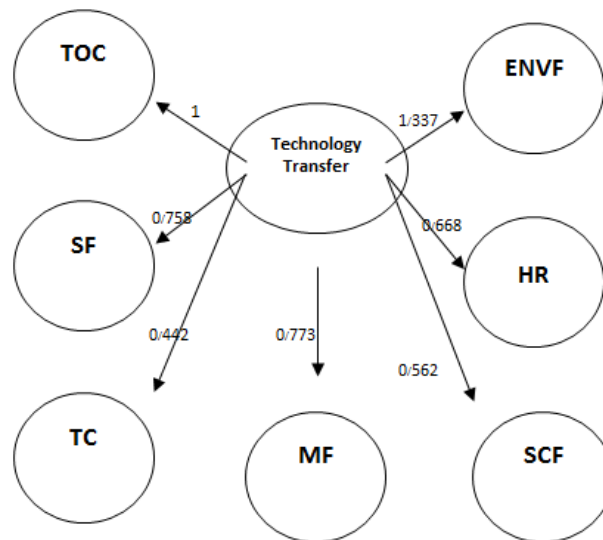 TOC
ENVF
1
1/337
Technology
Transfer
0/758
0/668
SF
HR
0/442
0/773
0/562
TC
MF
SCF